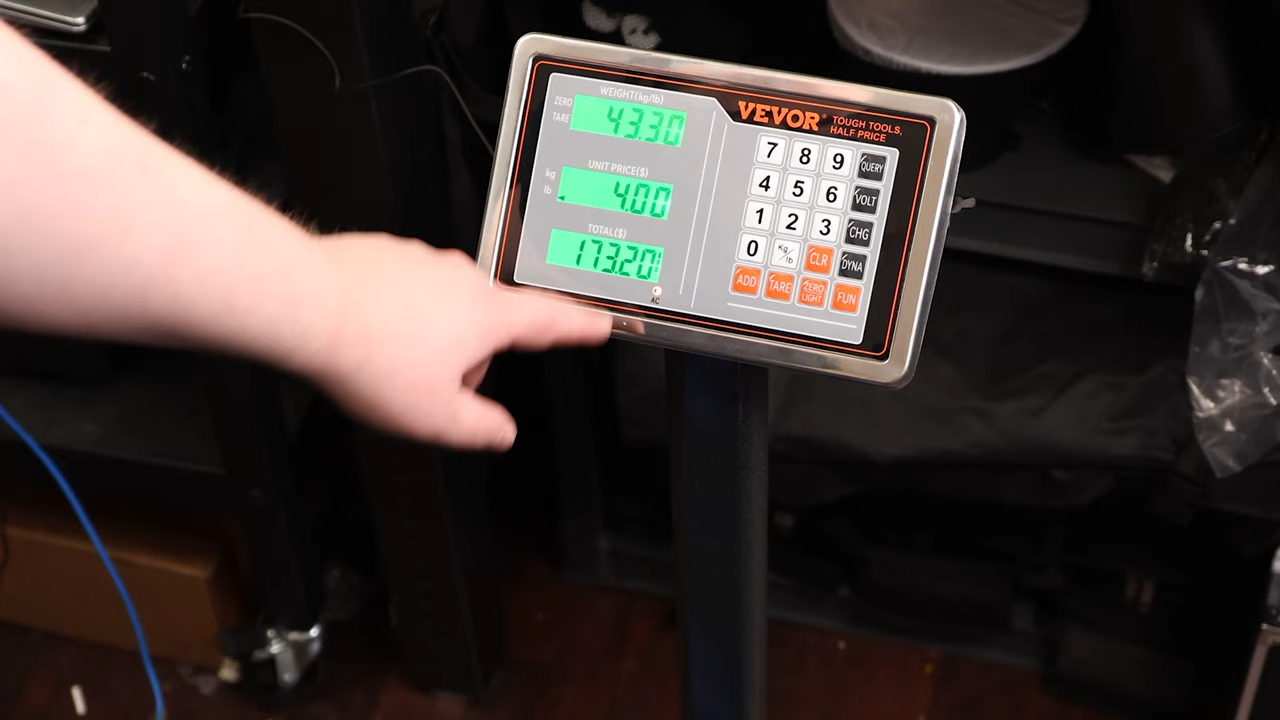 WEIGHT(kg/lb)
ZERO
TARE
43.30
UNIT PRICE($)
kg
lb
4.00
TOTAL($)
173.20
AC
VEVOR® TOUGH TOOLS,
HALF PRICE
7 8 9 QUERY
4 5 6 VOLT
1 2 3 CHG
0 Kg/lb CLR DYNA
ADD TARE ZERO LIGHT FUN